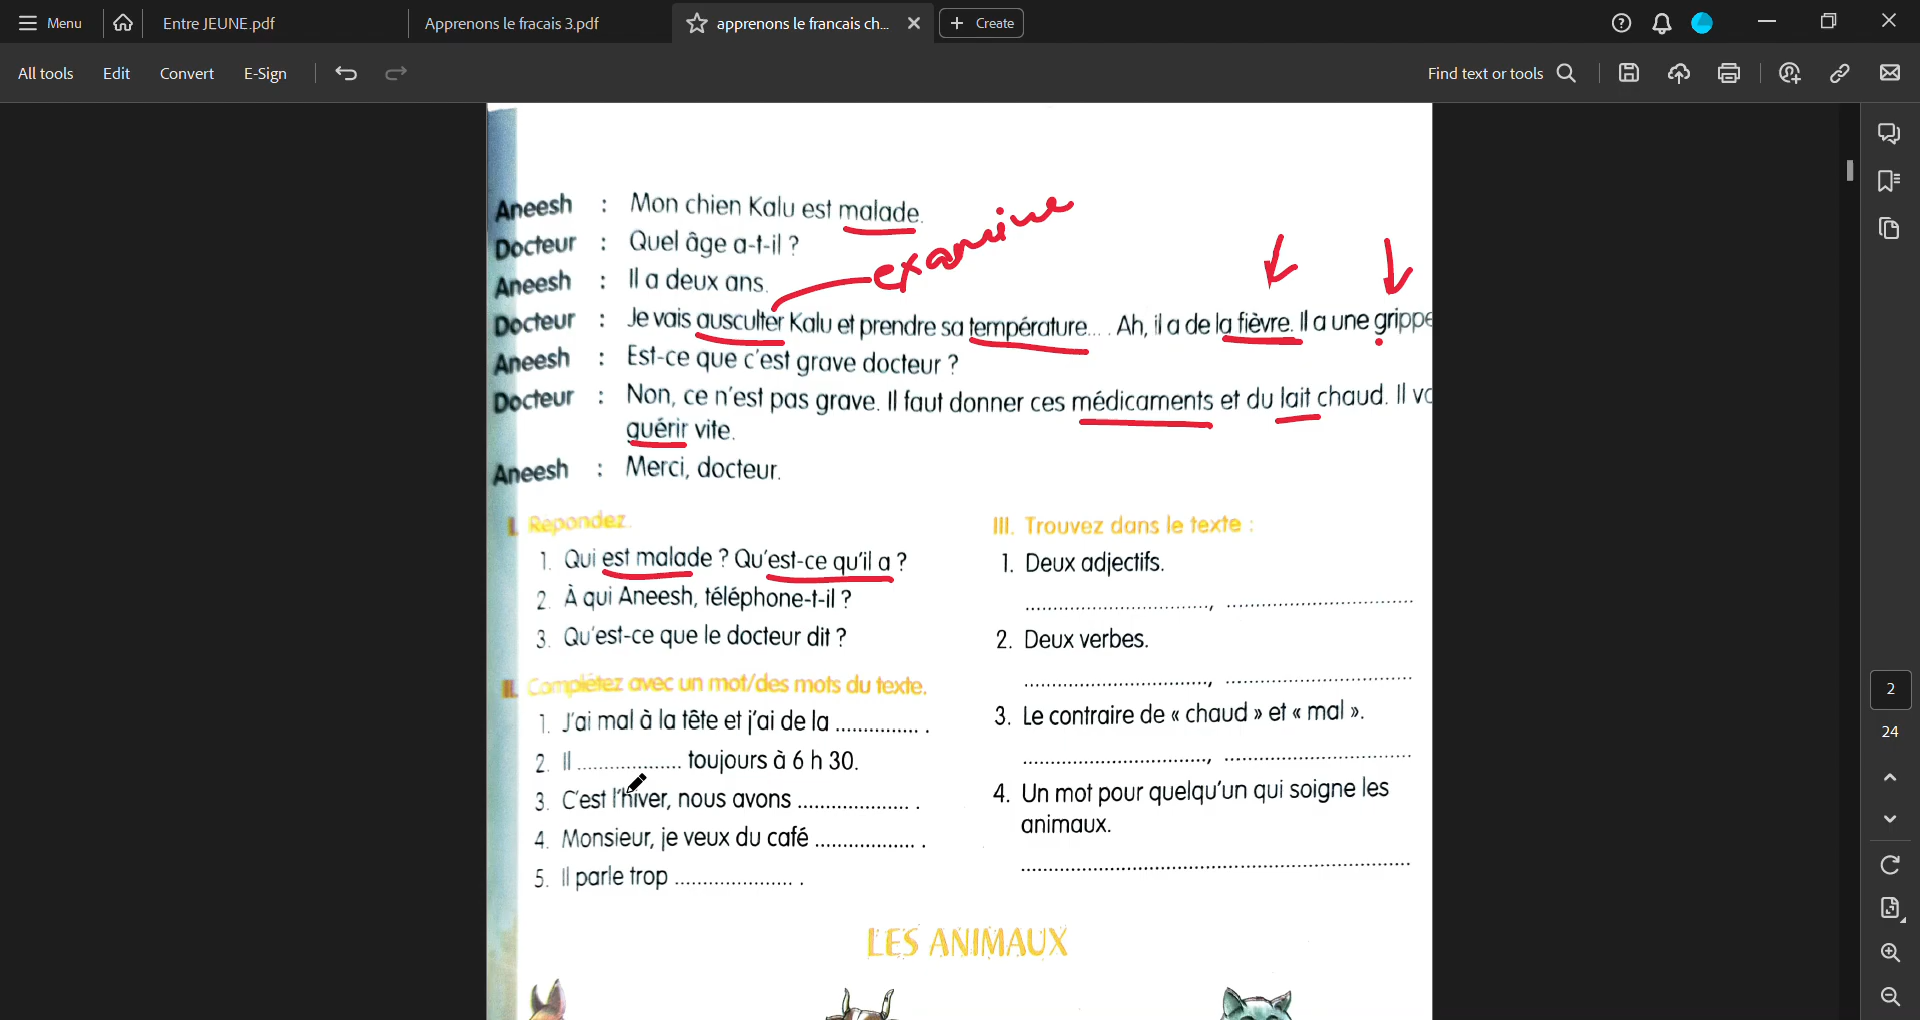 Menu
Entre JEUNE.pdf
Apprenons le fracais 3.pdf
apprenons le francais ch...
Create
All tools
Edit
Convert
E-Sign
Find text or tools
Aneesh : Mon chien Kalu est malade.
examine
Docteur : Quel âge a-t-il ?
Aneesh : Il a deux ans.
Docteur : Je vais ausculter Kalu et prendre sa température... . Ah, il a de la fièvre. Il a une grippe
Aneesh : Est-ce que c'est grave docteur ?
Docteur : Non, ce n'est pas grave. Il faut donner ces médicaments et du lait chaud. Il va
guérir vite.
Aneesh : Merci, docteur.
I. Repondez.
1. Qui est malade ? Qu'est-ce qu'il a ?
2. À qui Aneesh, téléphone-t-il ?
3. Qu'est-ce que le docteur dit ?
II. Complétez avec un mot/des mots du texte.
1. J'ai mal à la tête et j'ai de la ............... .
2. Il .................. toujours à 6 h 30.
3. C'est l'hiver, nous avons ................... .
4. Monsieur, je veux du café ................. .
5. Il parle trop .................... .
III. Trouvez dans le texte :
1. Deux adjectifs.
................................, ................................
2. Deux verbes.
................................, ................................
3. Le contraire de « chaud » et « mal ».
................................, ................................
4. Un mot pour quelqu'un qui soigne les
animaux.
................................................................
LES ANIMAUX
2
24